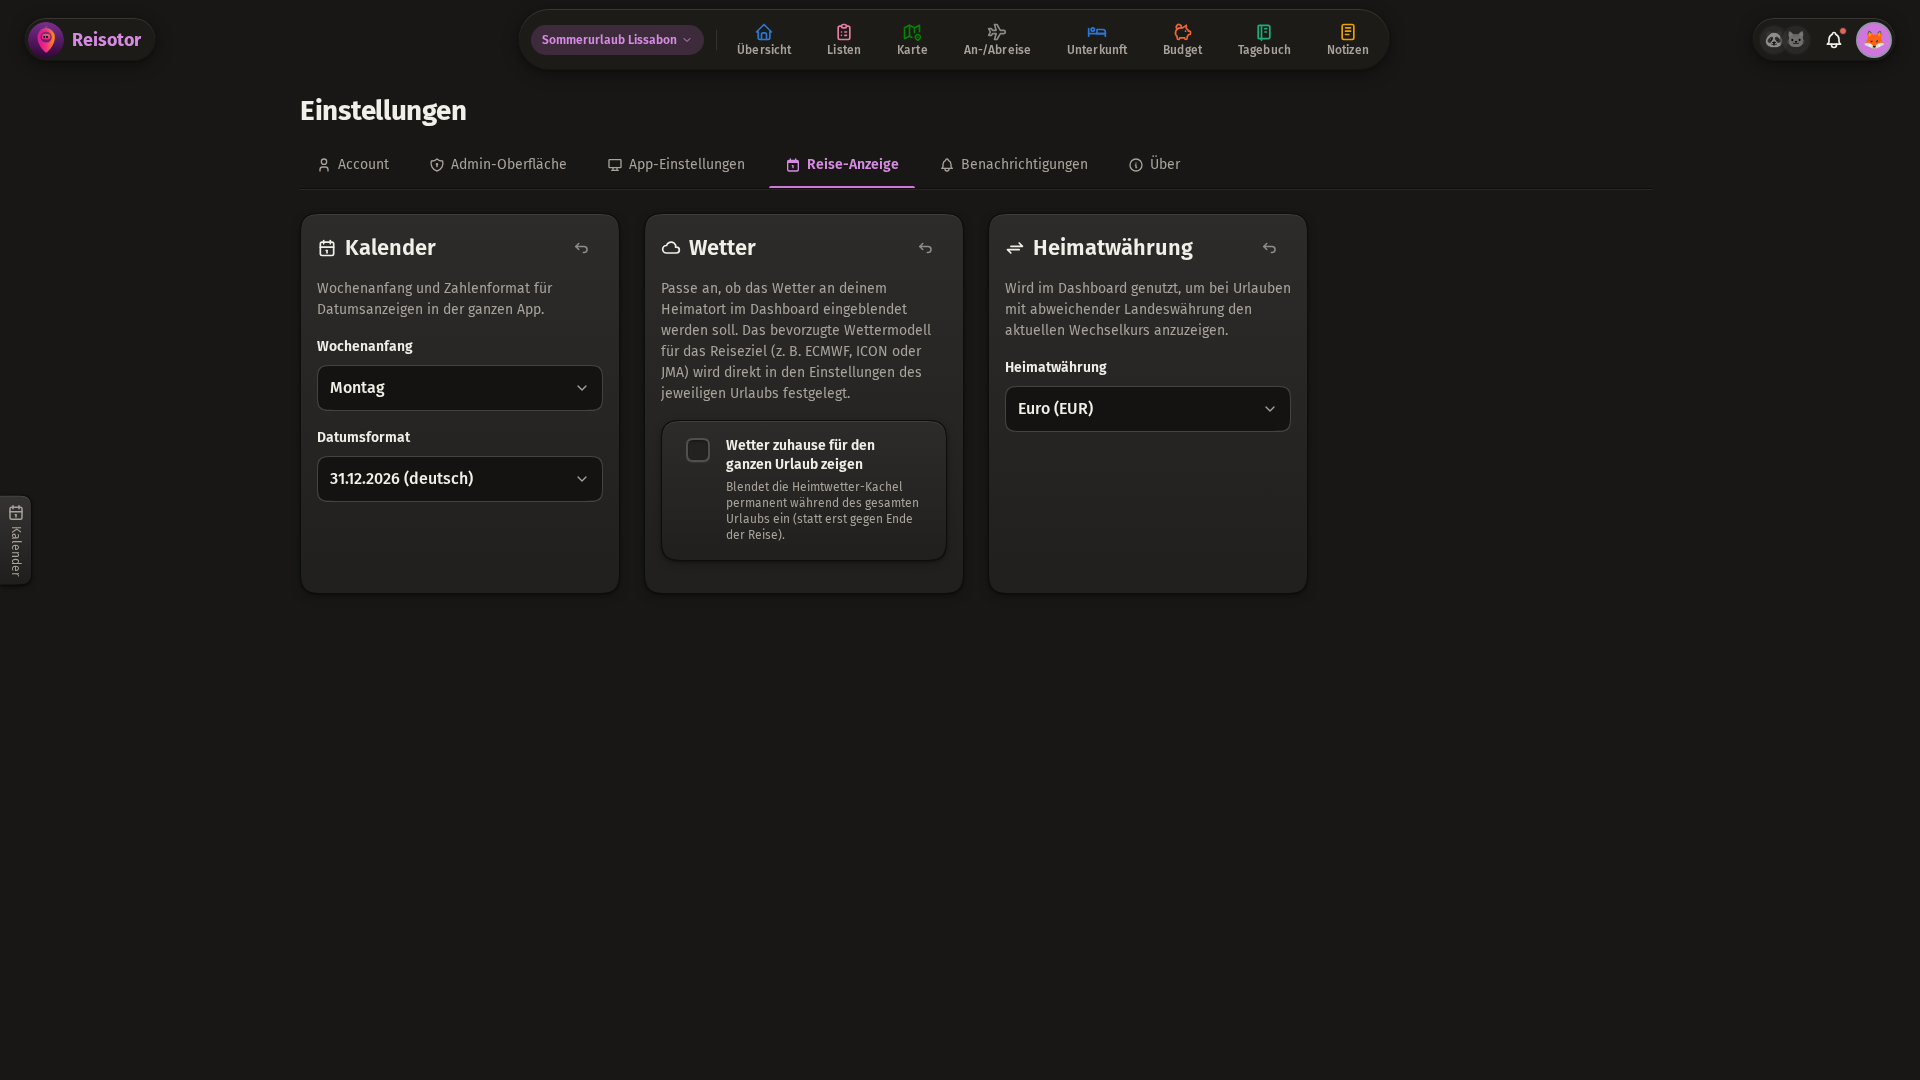 Reisotor
Sommerurlaub Lissabon
Übersicht
Listen
Karte
An-/Abreise
Unterkunft
Budget
Tagebuch
Notizen
Einstellungen
Account
Admin-Oberfläche
App-Einstellungen
Reise-Anzeige
Benachrichtigungen
Über
Kalender
Wochenanfang und Zahlenformat für
Datumsanzeigen in der ganzen App.
Wochenanfang
Montag
Datumsformat
31.12.2026 (deutsch)
Wetter
Passe an, ob das Wetter an deinem
Heimatort im Dashboard eingeblendet
werden soll. Das bevorzugte Wettermodell
für das Reiseziel (z. B. ECMWF, ICON oder
JMA) wird direkt in den Einstellungen des
jeweiligen Urlaubs festgelegt.
Wetter zuhause für den
ganzen Urlaub zeigen
Blendet die Heimtwetter-Kachel
permanent während des gesamten
Urlaubs ein (statt erst gegen Ende
der Reise).
Heimatwährung
Wird im Dashboard genutzt, um bei Urlauben
mit abweichender Landeswährung den
aktuellen Wechselkurs anzuzeigen.
Heimatwährung
Euro (EUR)
Kalender